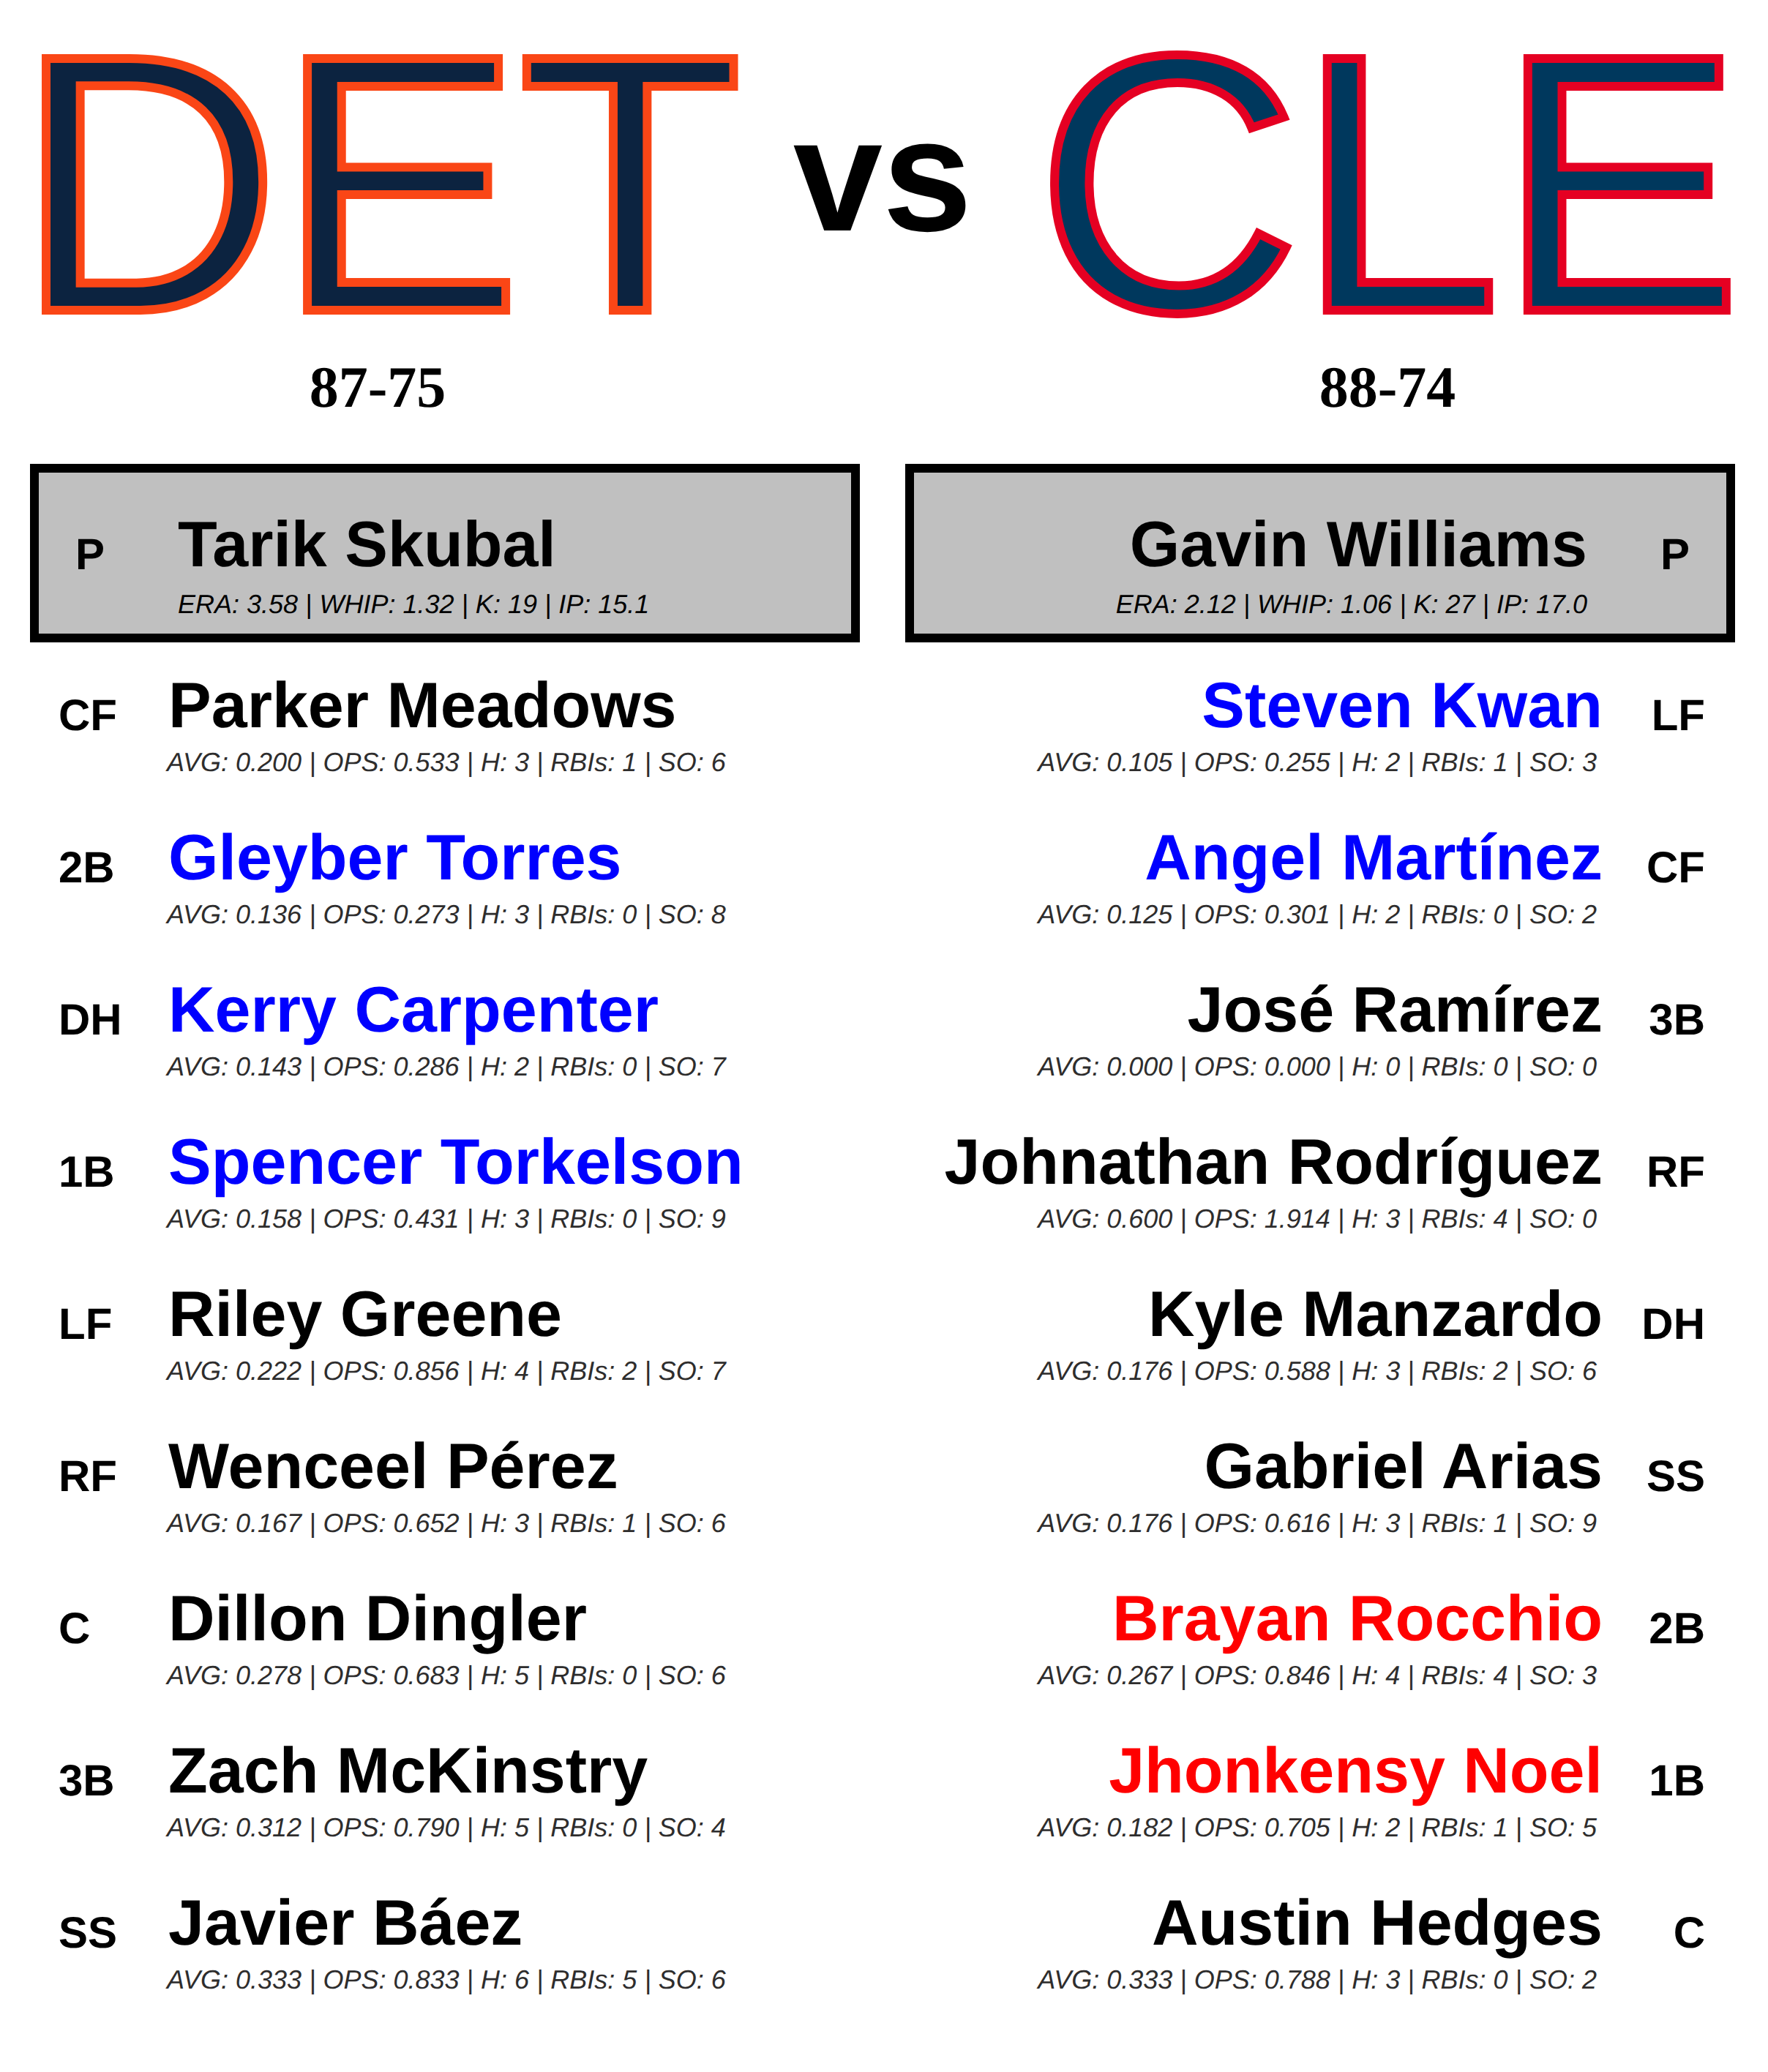 DET vs CLE
87-75
88-74
P Tarik Skubal
ERA: 3.58 | WHIP: 1.32 | K: 19 | IP: 15.1
Gavin Williams P
ERA: 2.12 | WHIP: 1.06 | K: 27 | IP: 17.0
CF Parker Meadows
AVG: 0.200 | OPS: 0.533 | H: 3 | RBIs: 1 | SO: 6
2B Gleyber Torres
AVG: 0.136 | OPS: 0.273 | H: 3 | RBIs: 0 | SO: 8
DH Kerry Carpenter
AVG: 0.143 | OPS: 0.286 | H: 2 | RBIs: 0 | SO: 7
1B Spencer Torkelson
AVG: 0.158 | OPS: 0.431 | H: 3 | RBIs: 0 | SO: 9
LF Riley Greene
AVG: 0.222 | OPS: 0.856 | H: 4 | RBIs: 2 | SO: 7
RF Wenceel Pérez
AVG: 0.167 | OPS: 0.652 | H: 3 | RBIs: 1 | SO: 6
C Dillon Dingler
AVG: 0.278 | OPS: 0.683 | H: 5 | RBIs: 0 | SO: 6
3B Zach McKinstry
AVG: 0.312 | OPS: 0.790 | H: 5 | RBIs: 0 | SO: 4
SS Javier Báez
AVG: 0.333 | OPS: 0.833 | H: 6 | RBIs: 5 | SO: 6
Steven Kwan LF
AVG: 0.105 | OPS: 0.255 | H: 2 | RBIs: 1 | SO: 3
Angel Martínez CF
AVG: 0.125 | OPS: 0.301 | H: 2 | RBIs: 0 | SO: 2
José Ramírez 3B
AVG: 0.000 | OPS: 0.000 | H: 0 | RBIs: 0 | SO: 0
Johnathan Rodríguez RF
AVG: 0.600 | OPS: 1.914 | H: 3 | RBIs: 4 | SO: 0
Kyle Manzardo DH
AVG: 0.176 | OPS: 0.588 | H: 3 | RBIs: 2 | SO: 6
Gabriel Arias SS
AVG: 0.176 | OPS: 0.616 | H: 3 | RBIs: 1 | SO: 9
Brayan Rocchio 2B
AVG: 0.267 | OPS: 0.846 | H: 4 | RBIs: 4 | SO: 3
Jhonkensy Noel 1B
AVG: 0.182 | OPS: 0.705 | H: 2 | RBIs: 1 | SO: 5
Austin Hedges C
AVG: 0.333 | OPS: 0.788 | H: 3 | RBIs: 0 | SO: 2